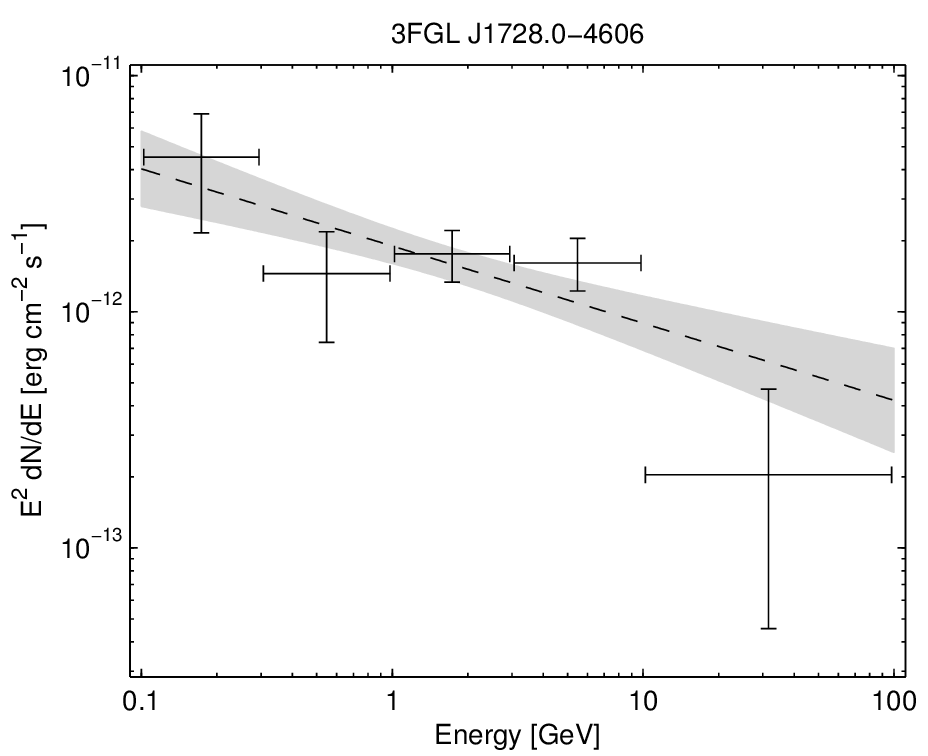 3FGL J1728.0−4606
10⁻¹¹
10⁻¹²
10⁻¹³
E² dN/dE [erg cm⁻² s⁻¹]
0.1 1 10 100
Energy [GeV]